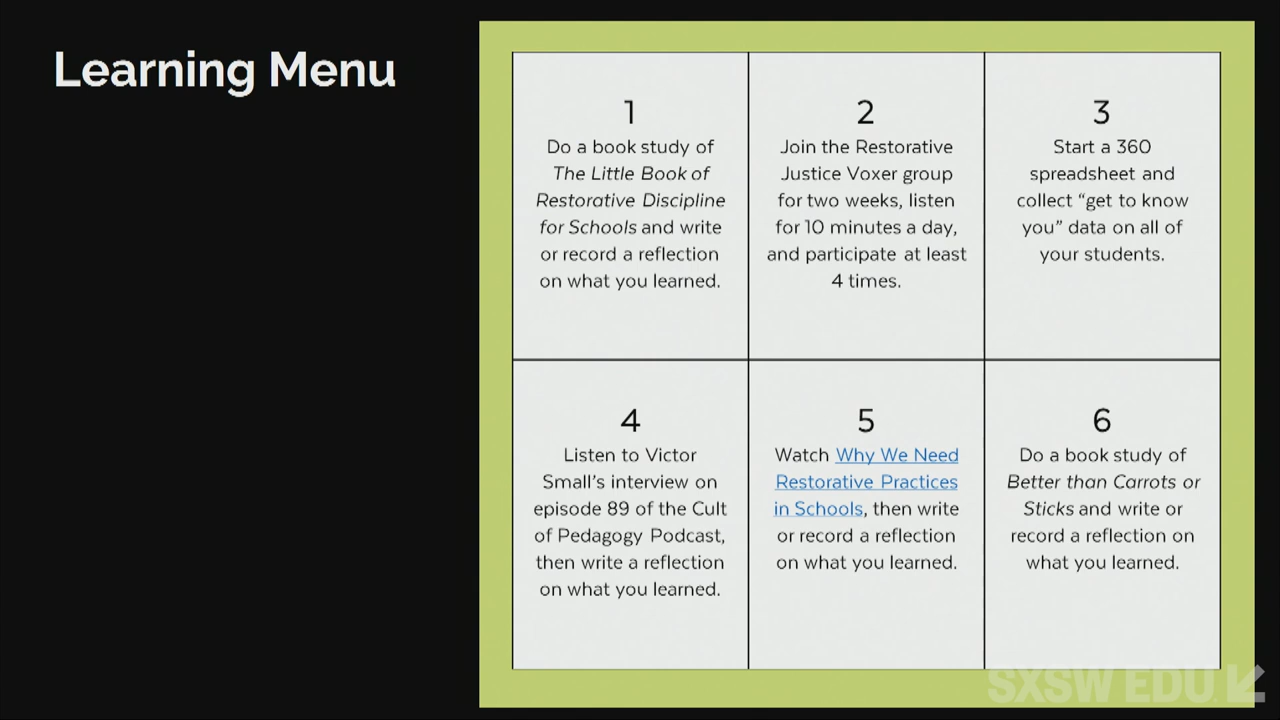 Learning Menu
1
Do a book study of
The Little Book of
Restorative Discipline
for Schools and write
or record a reflection
on what you learned.
2
Join the Restorative
Justice Voxer group
for two weeks, listen
for 10 minutes a day,
and participate at least
4 times.
3
Start a 360
spreadsheet and
collect “get to know
you” data on all of
your students.
4
Listen to Victor
Small’s interview on
episode 89 of the Cult
of Pedagogy Podcast,
then write a reflection
on what you learned.
5
Watch Why We Need
Restorative Practices
in Schools, then write
or record a reflection
on what you learned.
6
Do a book study of
Better than Carrots or
Sticks and write or
record a reflection on
what you learned.
SXSW EDU